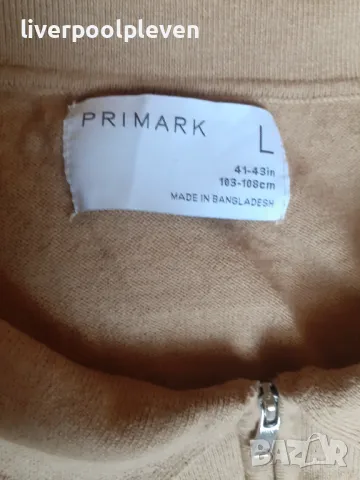 liverpoolpleven
PRIMARK L
41-43in
103-108cm
MADE IN BANGLADESH
BAZAR